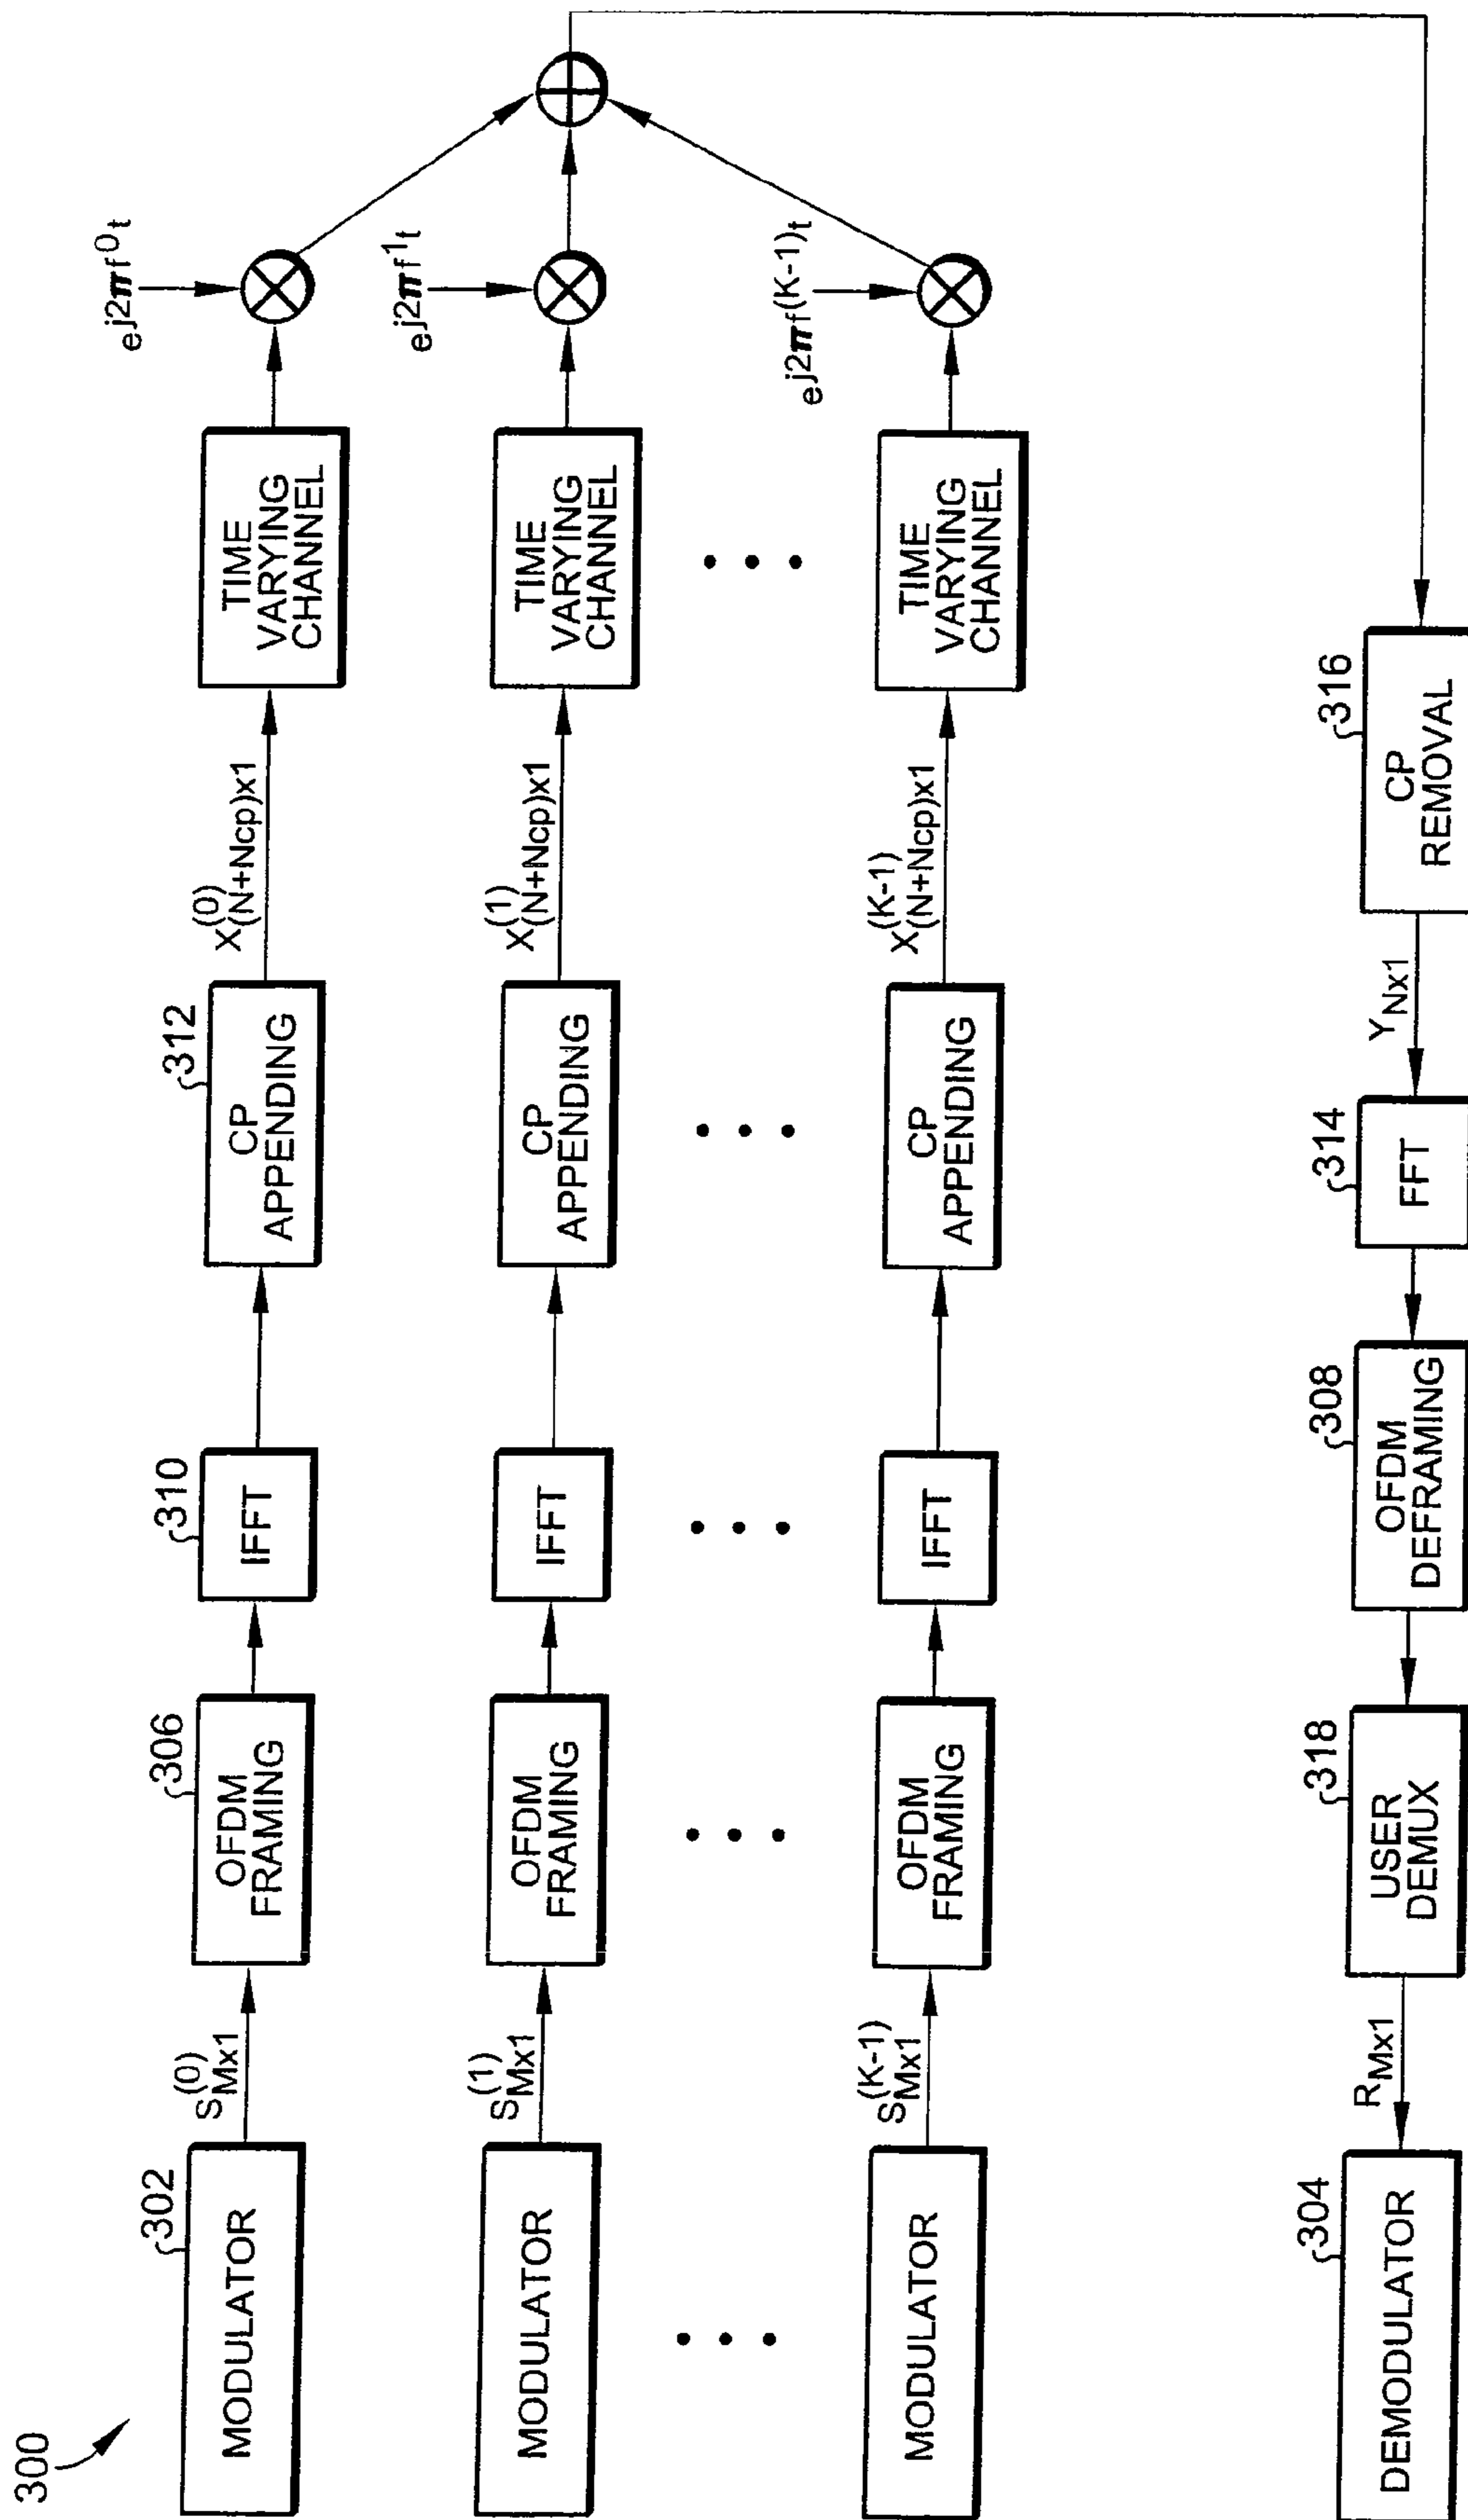 300
302
MODULATOR
S(0)Mx1
306
OFDM
FRAMING
310
IFFT
312
CP
APPENDING
X(0)(N+Ncp)x1
TIME
VARYING
CHANNEL
ej2πf0t
MODULATOR
S(1)Mx1
OFDM
FRAMING
IFFT
CP
APPENDING
X(1)(N+Ncp)x1
TIME
VARYING
CHANNEL
ej2πf1t
MODULATOR
S(K-1)Mx1
OFDM
FRAMING
IFFT
CP
APPENDING
X(K-1)(N+Ncp)x1
TIME
VARYING
CHANNEL
ej2πf(K-1)t
304
DEMODULATOR
RMx1
318
USER
DEMUX
308
OFDM
DEFRAMING
314
FFT
YNx1
316
CP
REMOVAL